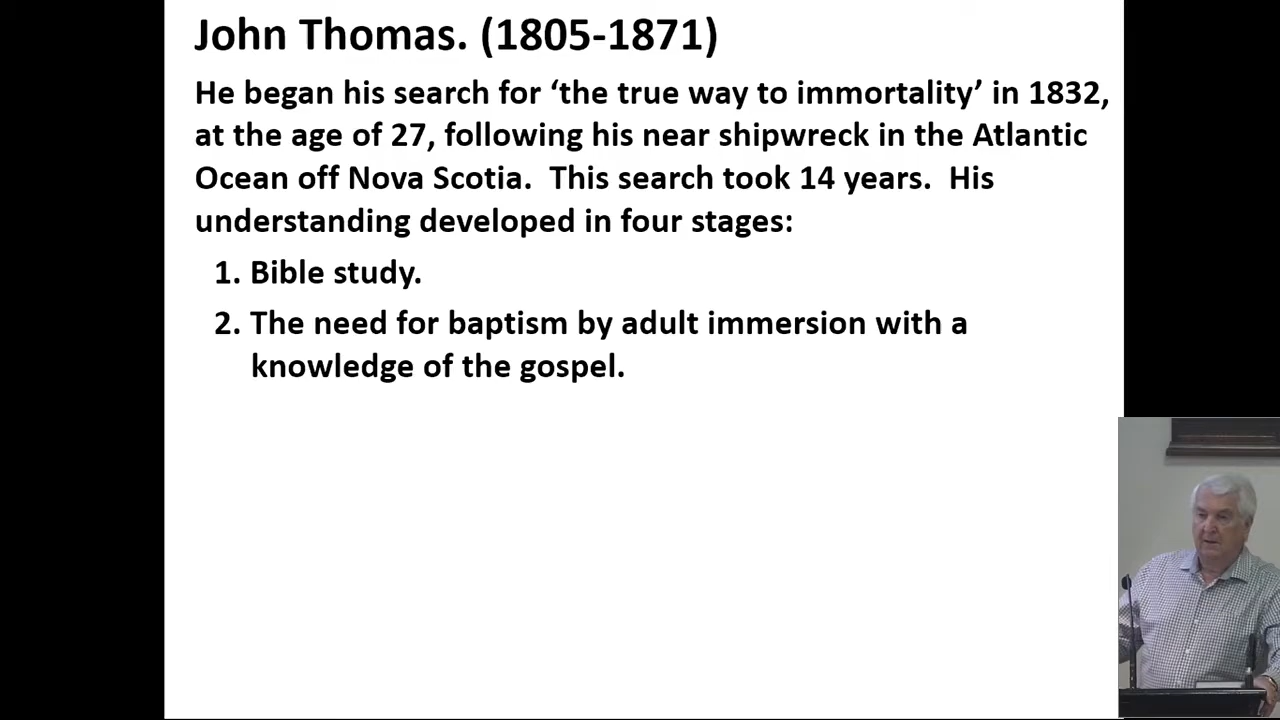 John Thomas. (1805-1871)
He began his search for ‘the true way to immortality’ in 1832,
at the age of 27, following his near shipwreck in the Atlantic
Ocean off Nova Scotia.  This search took 14 years.  His
understanding developed in four stages:
1. Bible study.
2. The need for baptism by adult immersion with a
knowledge of the gospel.